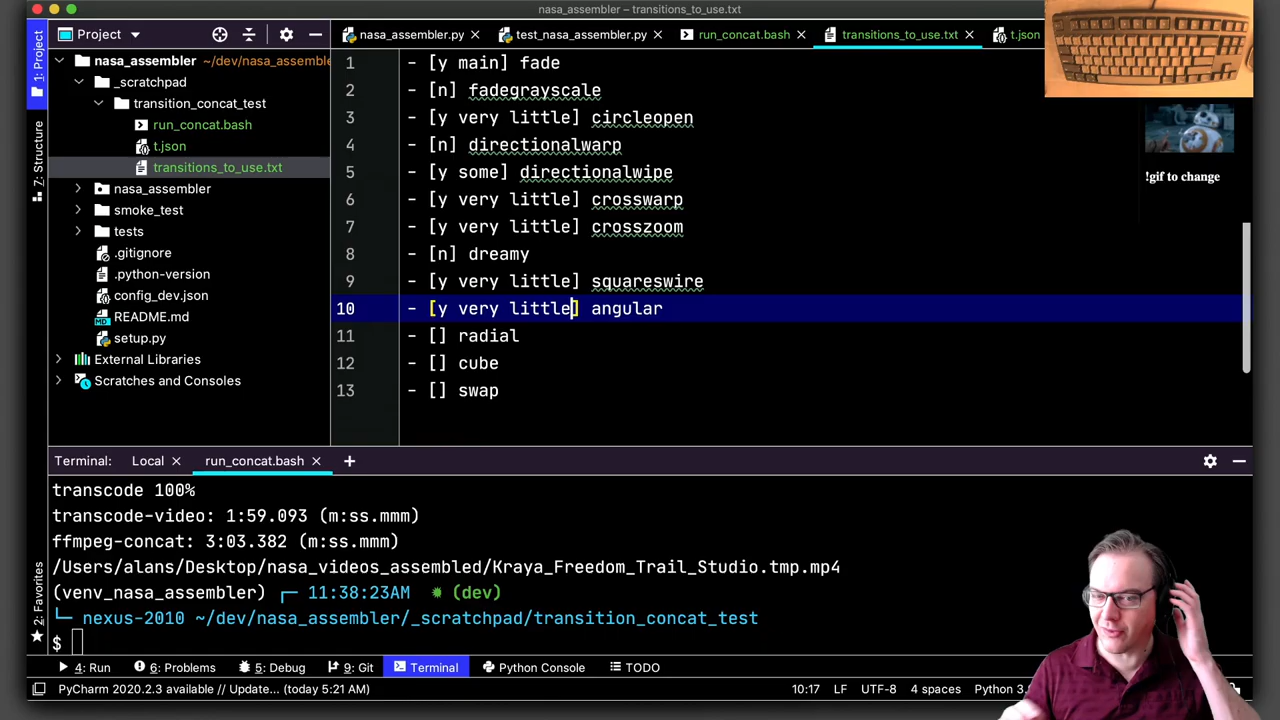 nasa_assembler – transitions_to_use.txt
Project
nasa_assembler.py
test_nasa_assembler.py
run_concat.bash
transitions_to_use.txt
t.json
1: Project
7: Structure
2: Favorites
nasa_assembler ~/dev/nasa_assemble
_scratchpad
transition_concat_test
run_concat.bash
t.json
transitions_to_use.txt
nasa_assembler
smoke_test
tests
.gitignore
.python-version
config_dev.json
README.md
setup.py
External Libraries
Scratches and Consoles
1 - [y main] fade
2 - [n] fadegrayscale
3 - [y very little] circleopen
4 - [n] directionalwarp
5 - [y some] directionalwipe
6 - [y very little] crosswarp
7 - [y very little] crosszoom
8 - [n] dreamy
9 - [y very little] squareswire
10 - [y very little] angular
11 - [] radial
12 - [] cube
13 - [] swap
!gif to change
Terminal: Local run_concat.bash +
transcode 100%
transcode-video: 1:59.093 (m:ss.mmm)
ffmpeg-concat: 3:03.382 (m:ss.mmm)
/Users/alans/Desktop/nasa_videos_assembled/Kraya_Freedom_Trail_Studio.tmp.mp4
(venv_nasa_assembler) 11:38:23AM (dev)
nexus-2010 ~/dev/nasa_assembler/_scratchpad/transition_concat_test
$
4: Run 6: Problems 5: Debug 9: Git Terminal Python Console TODO
PyCharm 2020.2.3 available // Update... (today 5:21 AM) 10:17 LF UTF-8 4 spaces Python 3.